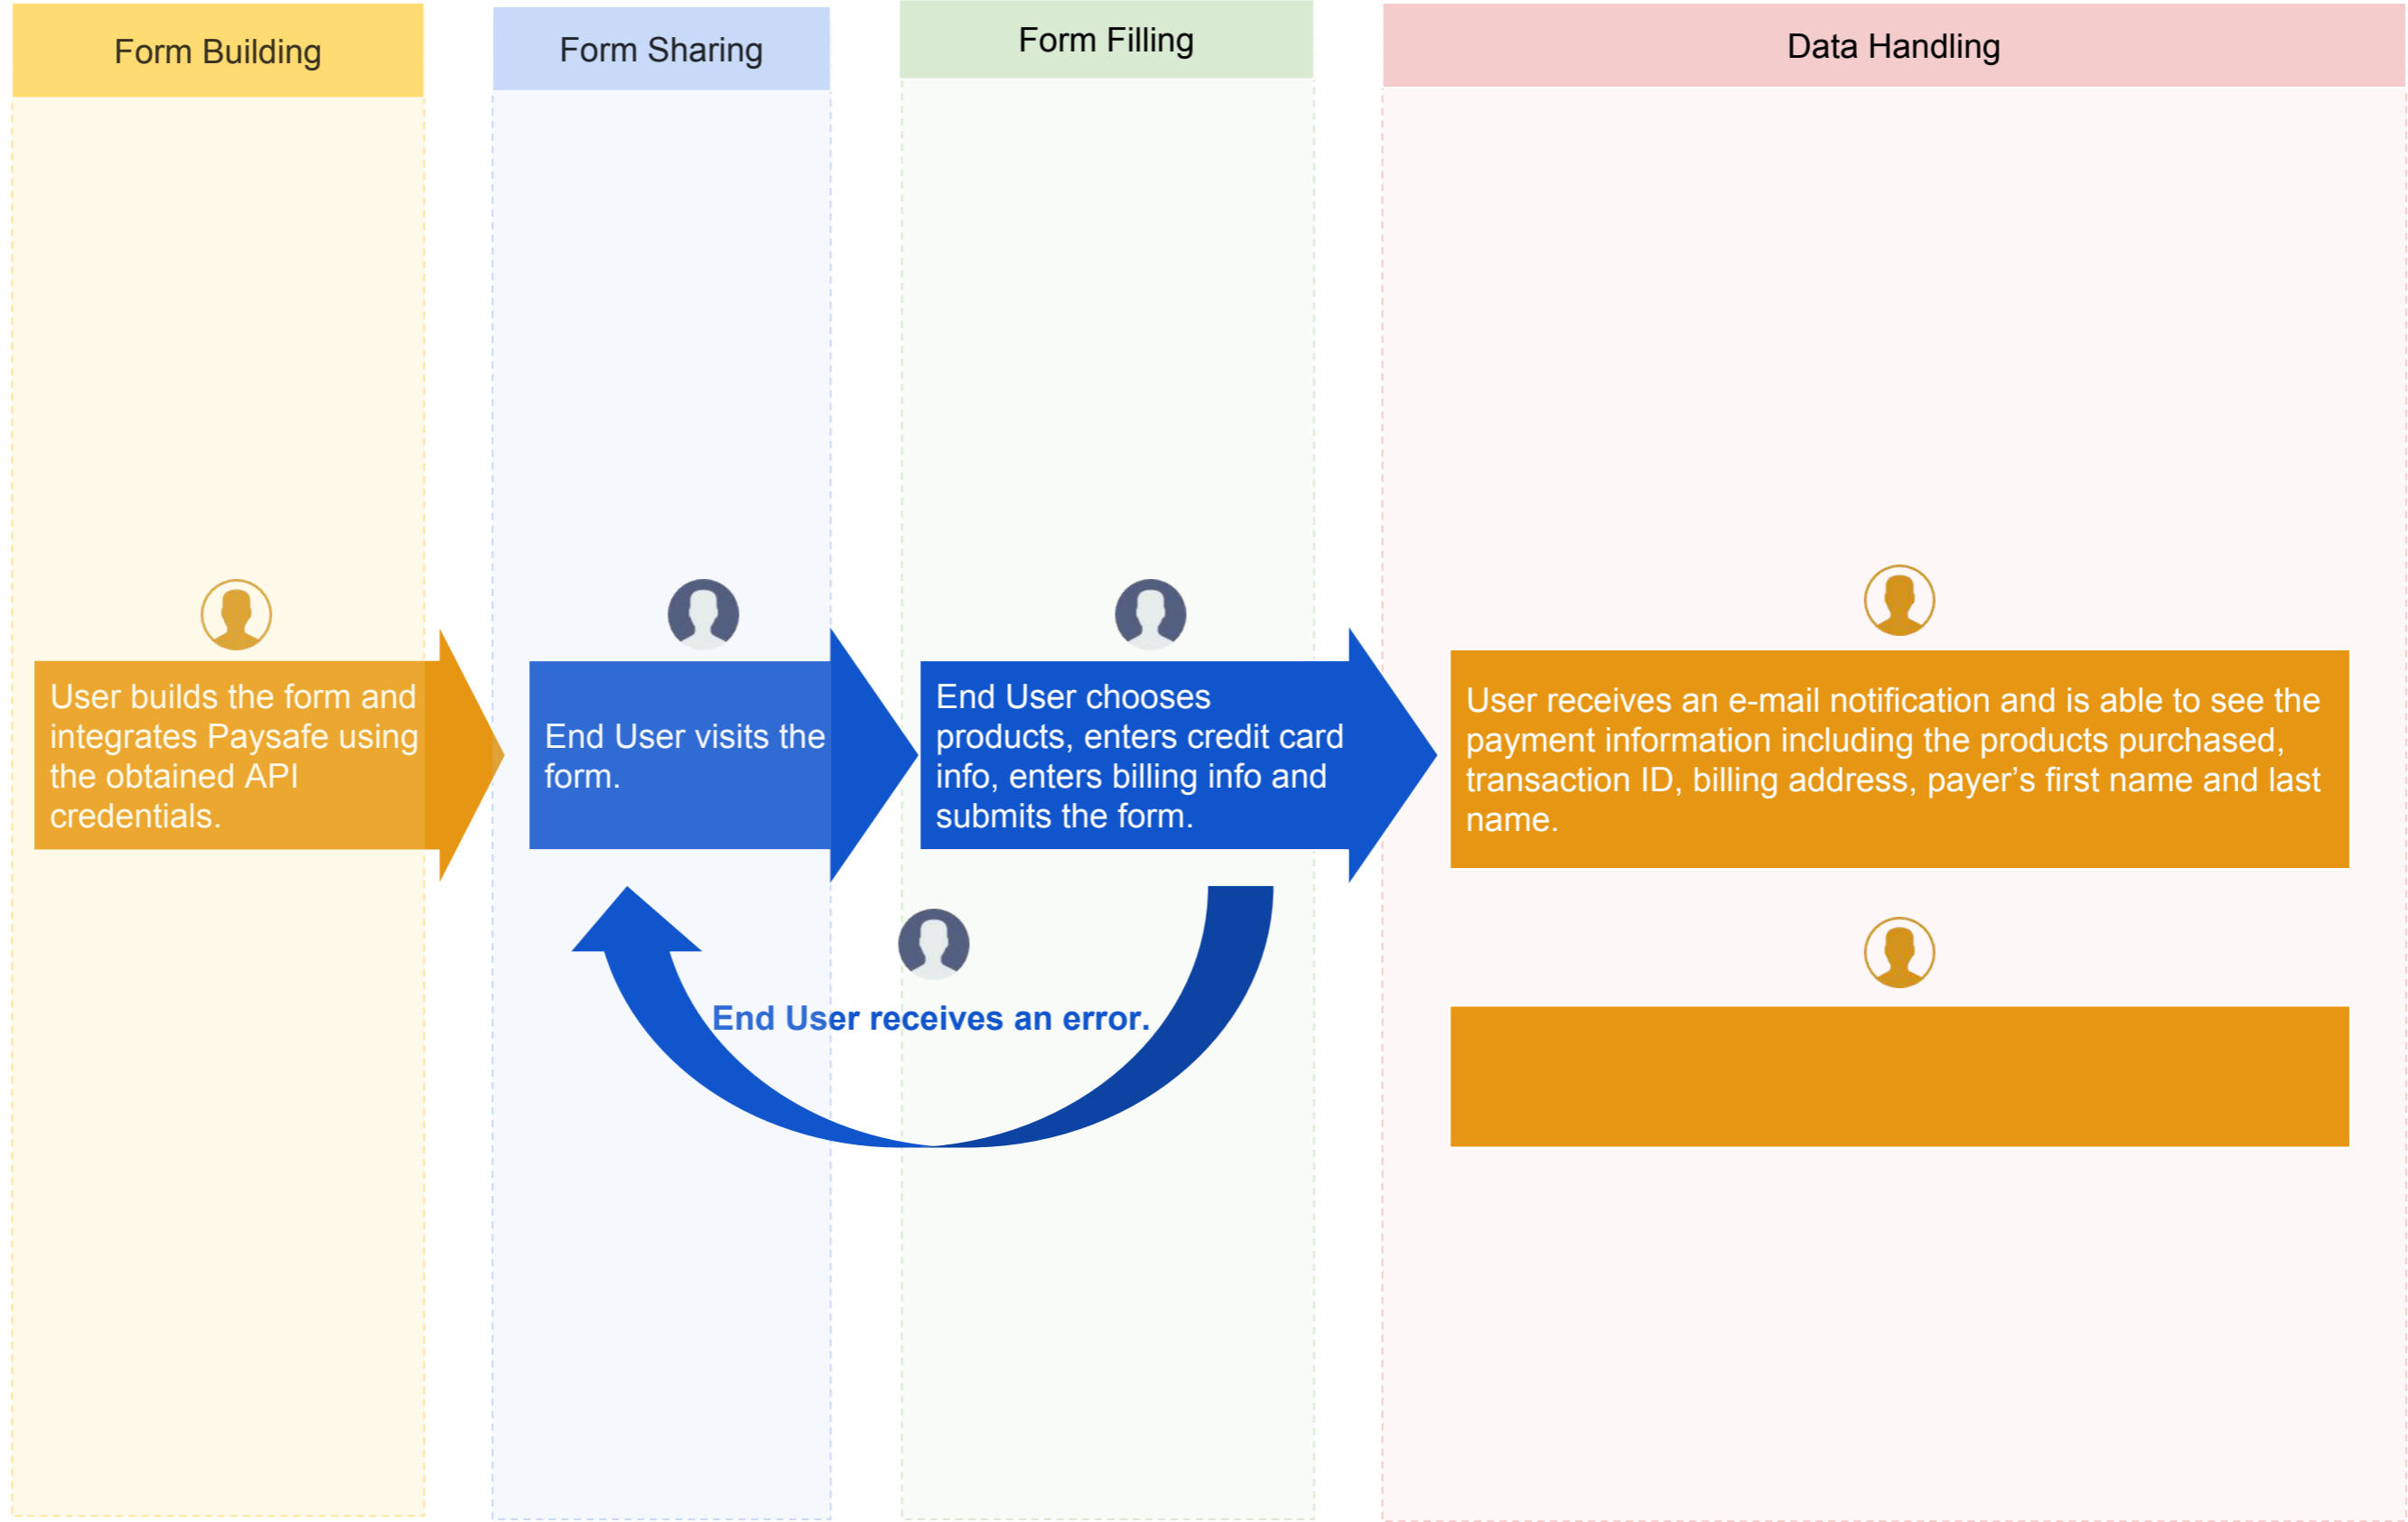 Form Building
Form Sharing
Form Filling
Data Handling
User builds the form and
integrates Paysafe using
the obtained API
credentials.
End User visits the
form.
End User chooses
products, enters credit card
info, enters billing info and
submits the form.
User receives an e-mail notification and is able to see the
payment information including the products purchased,
transaction ID, billing address, payer’s first name and last
name.
End User receives an error.